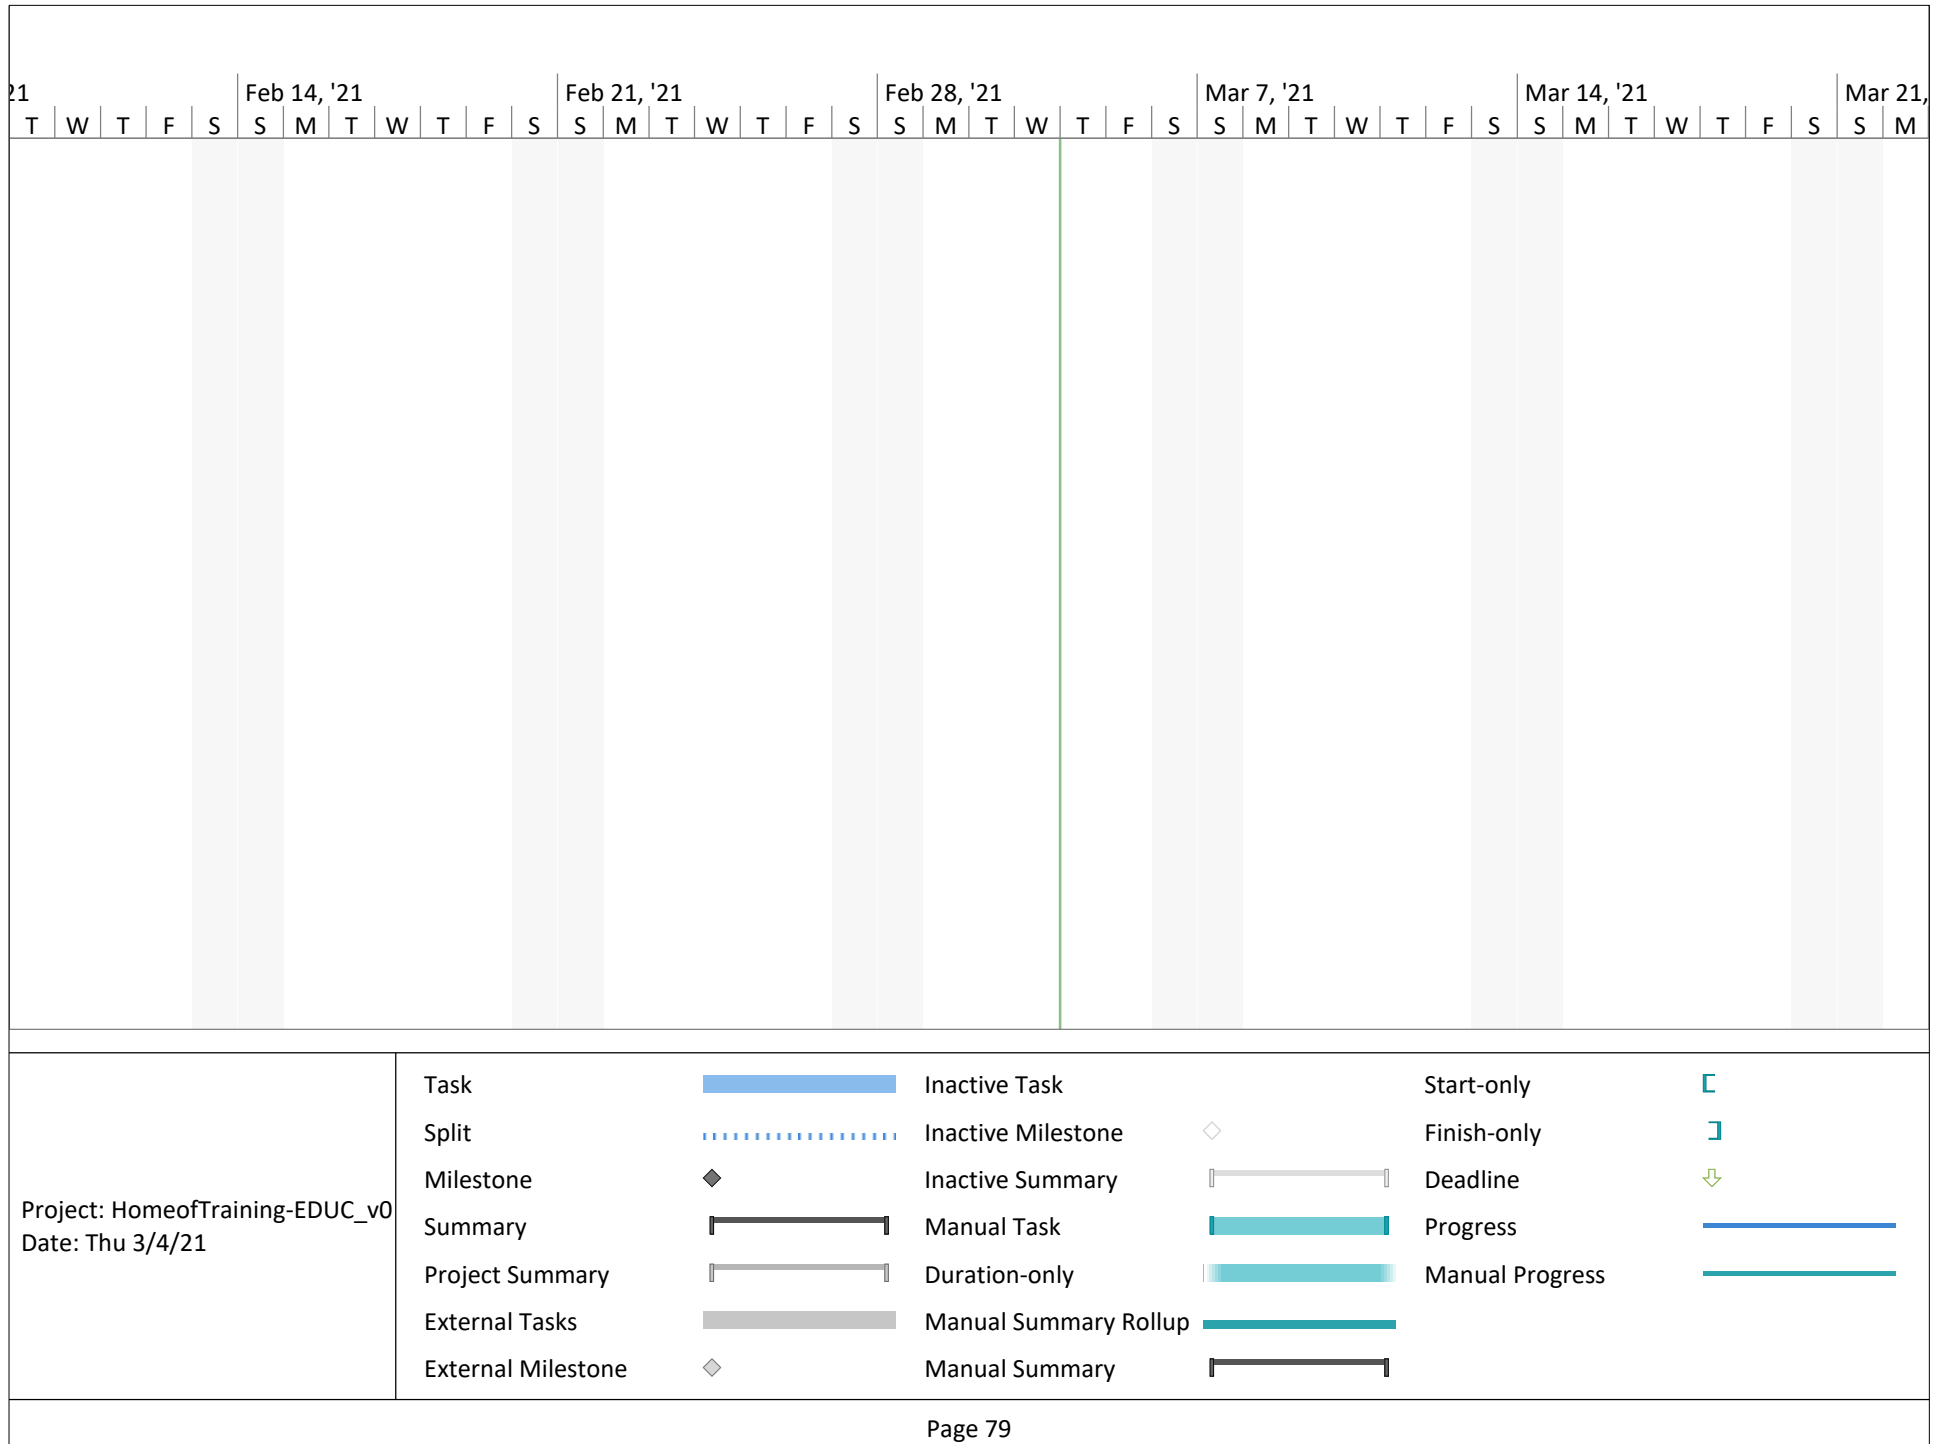 21 Feb 14, '21 Feb 21, '21 Feb 28, '21 Mar 7, '21 Mar 14, '21 Mar 21,
T W T F S S M T W T F S S M T W T F S S M T W T F S S M T W T F S S M T W T F S S M
Task Inactive Task Start-only
Split Inactive Milestone Finish-only
Milestone Inactive Summary Deadline
Summary Manual Task Progress
Project Summary Duration-only Manual Progress
External Tasks Manual Summary Rollup
External Milestone Manual Summary
Project: HomeofTraining-EDUC_v0
Date: Thu 3/4/21
Page 79